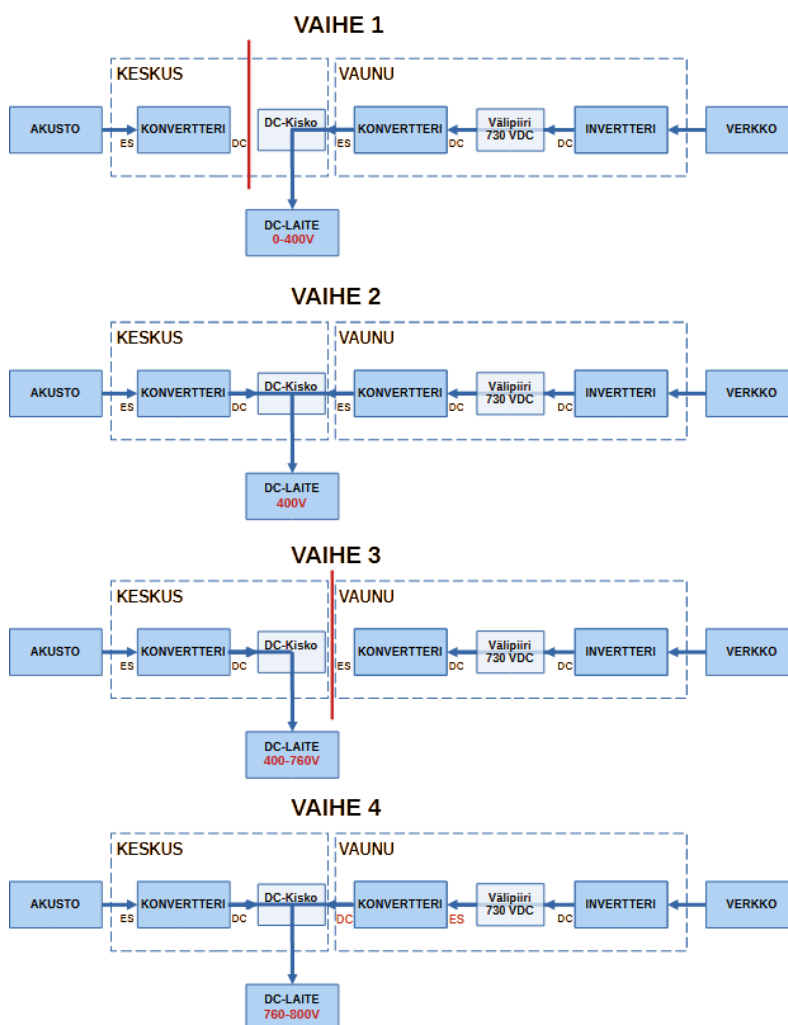 VAIHE 1
KESKUS
VAUNU
AKUSTO
ES
KONVERTTERI
DC
DC-Kisko
ES
KONVERTTERI
DC
Välipiiri
730 VDC
DC
INVERTTERI
VERKKO
DC-LAITE
0-400V
VAIHE 2
KESKUS
VAUNU
AKUSTO
ES
KONVERTTERI
DC
DC-Kisko
ES
KONVERTTERI
DC
Välipiiri
730 VDC
DC
INVERTTERI
VERKKO
DC-LAITE
400V
VAIHE 3
KESKUS
VAUNU
AKUSTO
ES
KONVERTTERI
DC
DC-Kisko
ES
KONVERTTERI
DC
Välipiiri
730 VDC
DC
INVERTTERI
VERKKO
DC-LAITE
400-760V
VAIHE 4
KESKUS
VAUNU
AKUSTO
ES
KONVERTTERI
DC
DC-Kisko
DC
KONVERTTERI
ES
Välipiiri
730 VDC
DC
INVERTTERI
VERKKO
DC-LAITE
760-800V